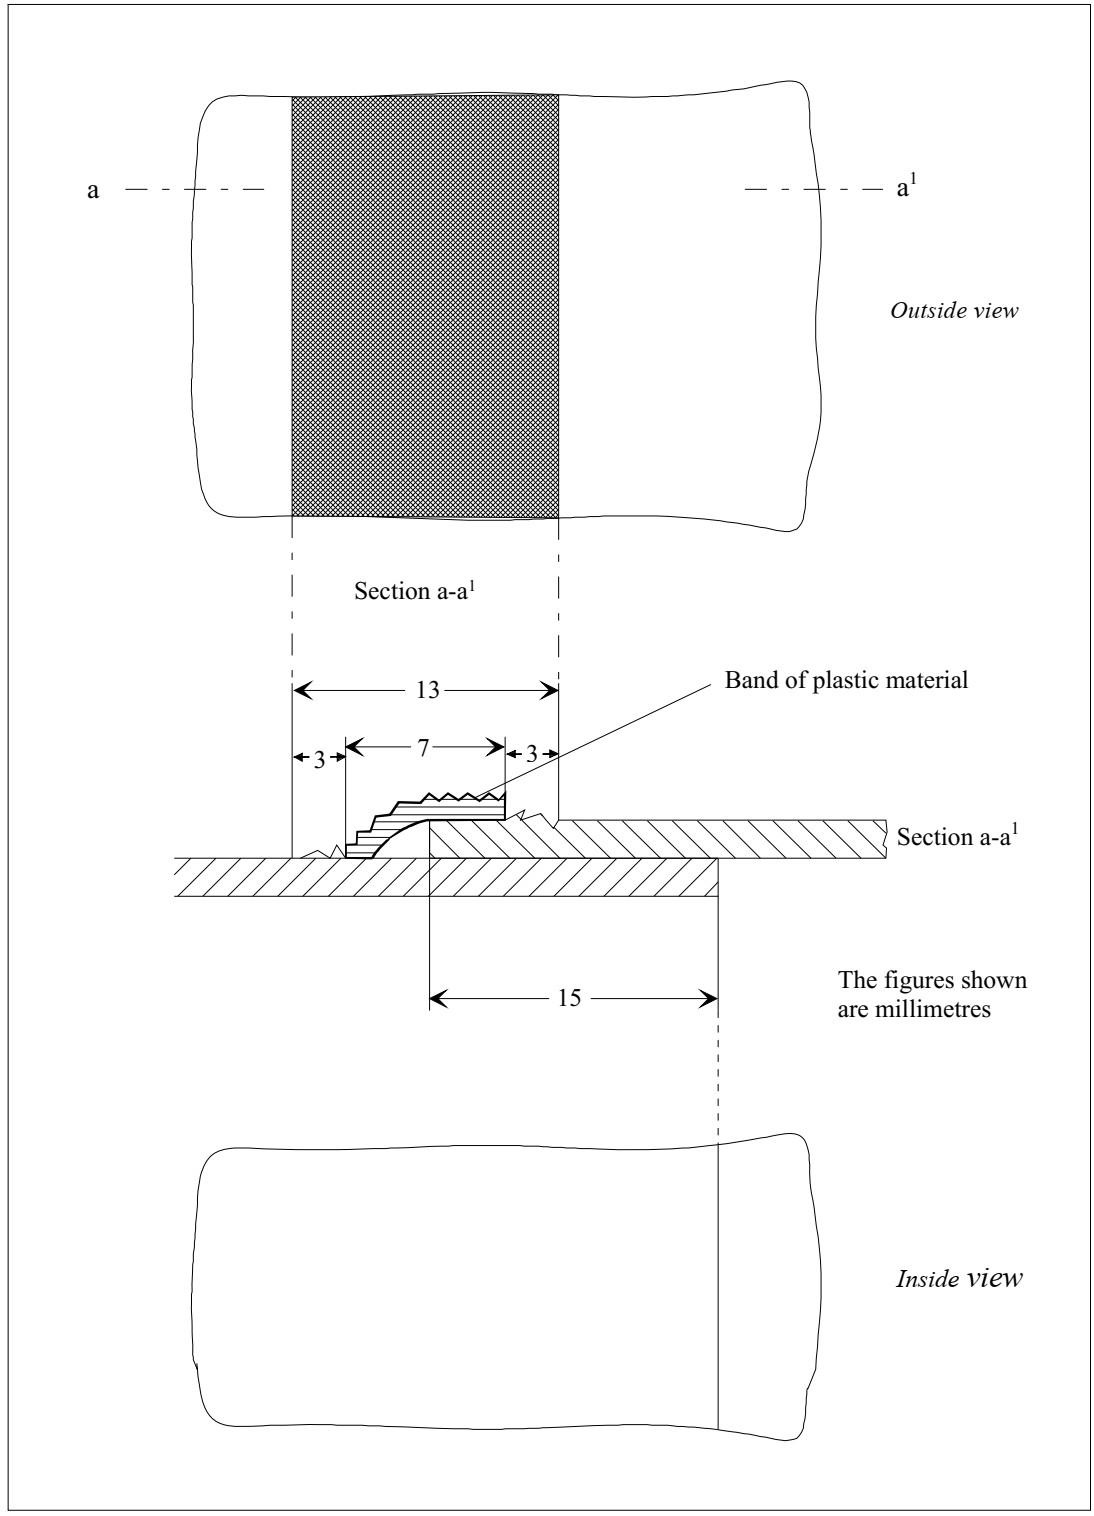 a
a¹
Outside view
Section a-a¹
13
Band of plastic material
3
7
3
Section a-a¹
15
The figures shown
are millimetres
Inside view